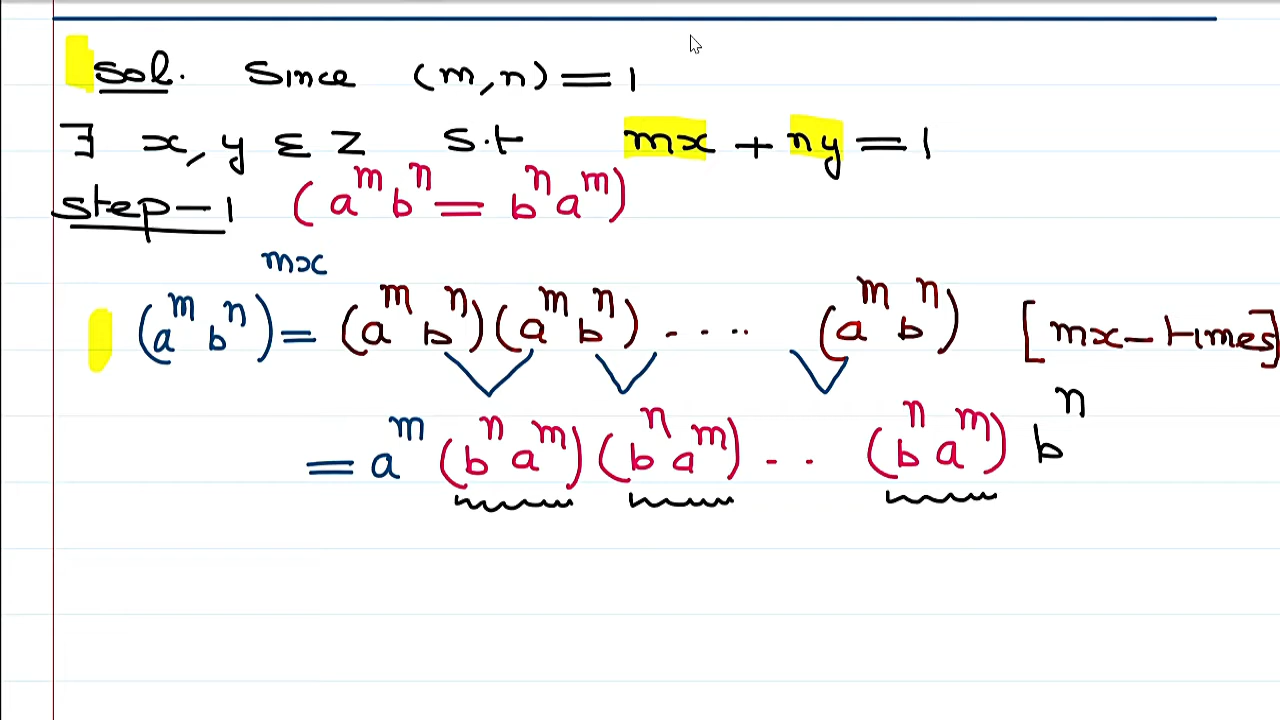 Sol. Since (m,n) = 1
∃ x, y ε Z s.t mx + ny = 1
Step-1 (a^m b^n = b^n a^m)
(a^m b^n)^mx = (a^m b^n)(a^m b^n) . . . . (a^m b^n) [mx-times]
= a^m (b^n a^m)(b^n a^m) . . (b^n a^m) b^n